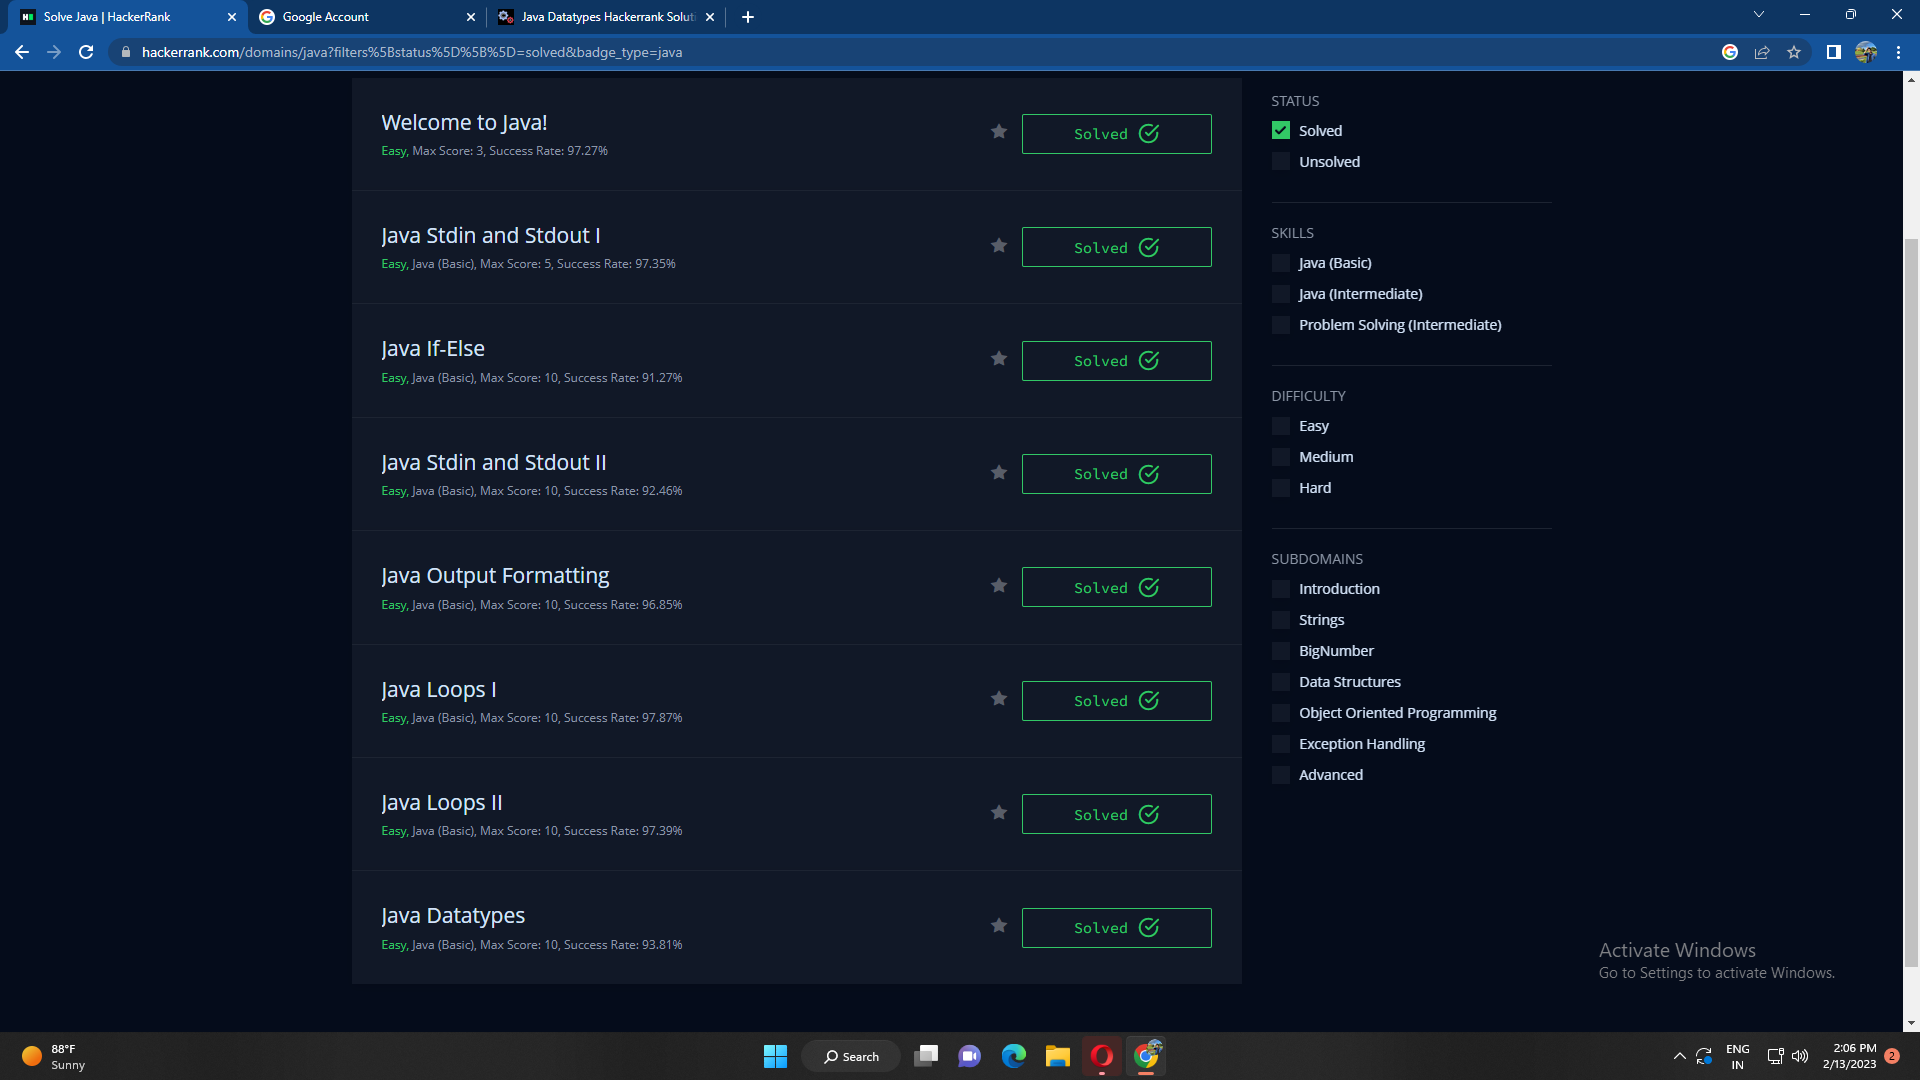 Solve Java | HackerRank
Google Account
Java Datatypes Hackerrank Soluti
hackerrank.com/domains/java?filters%5Bstatus%5D%5B%5D=solved&badge_type=java
Welcome to Java!
Easy, Max Score: 3, Success Rate: 97.27%
Solved
Java Stdin and Stdout I
Easy, Java (Basic), Max Score: 5, Success Rate: 97.35%
Solved
Java If-Else
Easy, Java (Basic), Max Score: 10, Success Rate: 91.27%
Solved
Java Stdin and Stdout II
Easy, Java (Basic), Max Score: 10, Success Rate: 92.46%
Solved
Java Output Formatting
Easy, Java (Basic), Max Score: 10, Success Rate: 96.85%
Solved
Java Loops I
Easy, Java (Basic), Max Score: 10, Success Rate: 97.87%
Solved
Java Loops II
Easy, Java (Basic), Max Score: 10, Success Rate: 97.39%
Solved
Java Datatypes
Easy, Java (Basic), Max Score: 10, Success Rate: 93.81%
Solved
STATUS
Solved
Unsolved
SKILLS
Java (Basic)
Java (Intermediate)
Problem Solving (Intermediate)
DIFFICULTY
Easy
Medium
Hard
SUBDOMAINS
Introduction
Strings
BigNumber
Data Structures
Object Oriented Programming
Exception Handling
Advanced
Activate Windows
Go to Settings to activate Windows.
88°F
Sunny
Search
ENG
IN
2:06 PM
2/13/2023
2